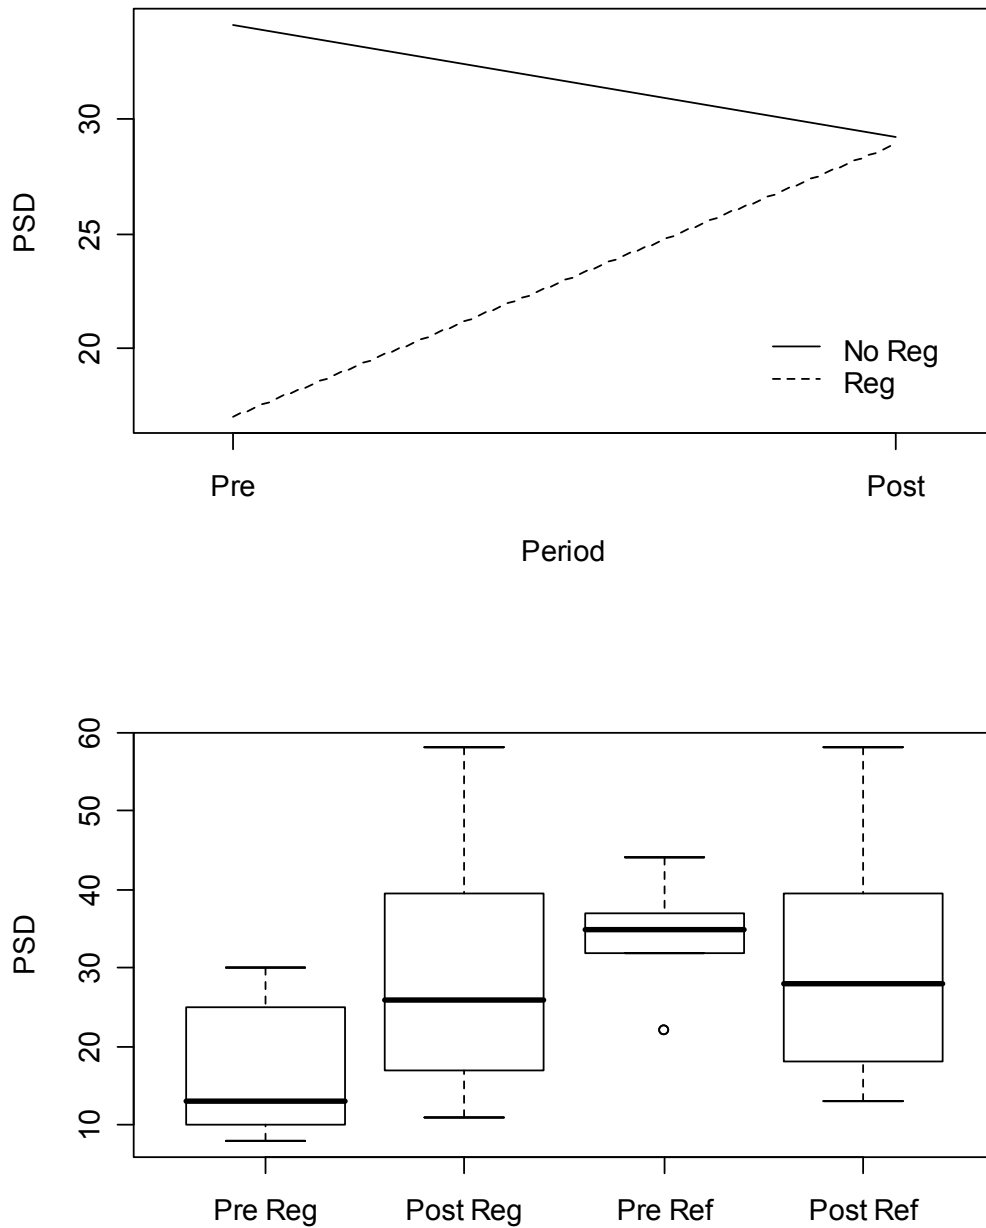 PSD
30
25
20
No Reg
Reg
Pre
Post
Period
PSD
60
50
40
30
20
10
Pre Reg
Post Reg
Pre Ref
Post Ref